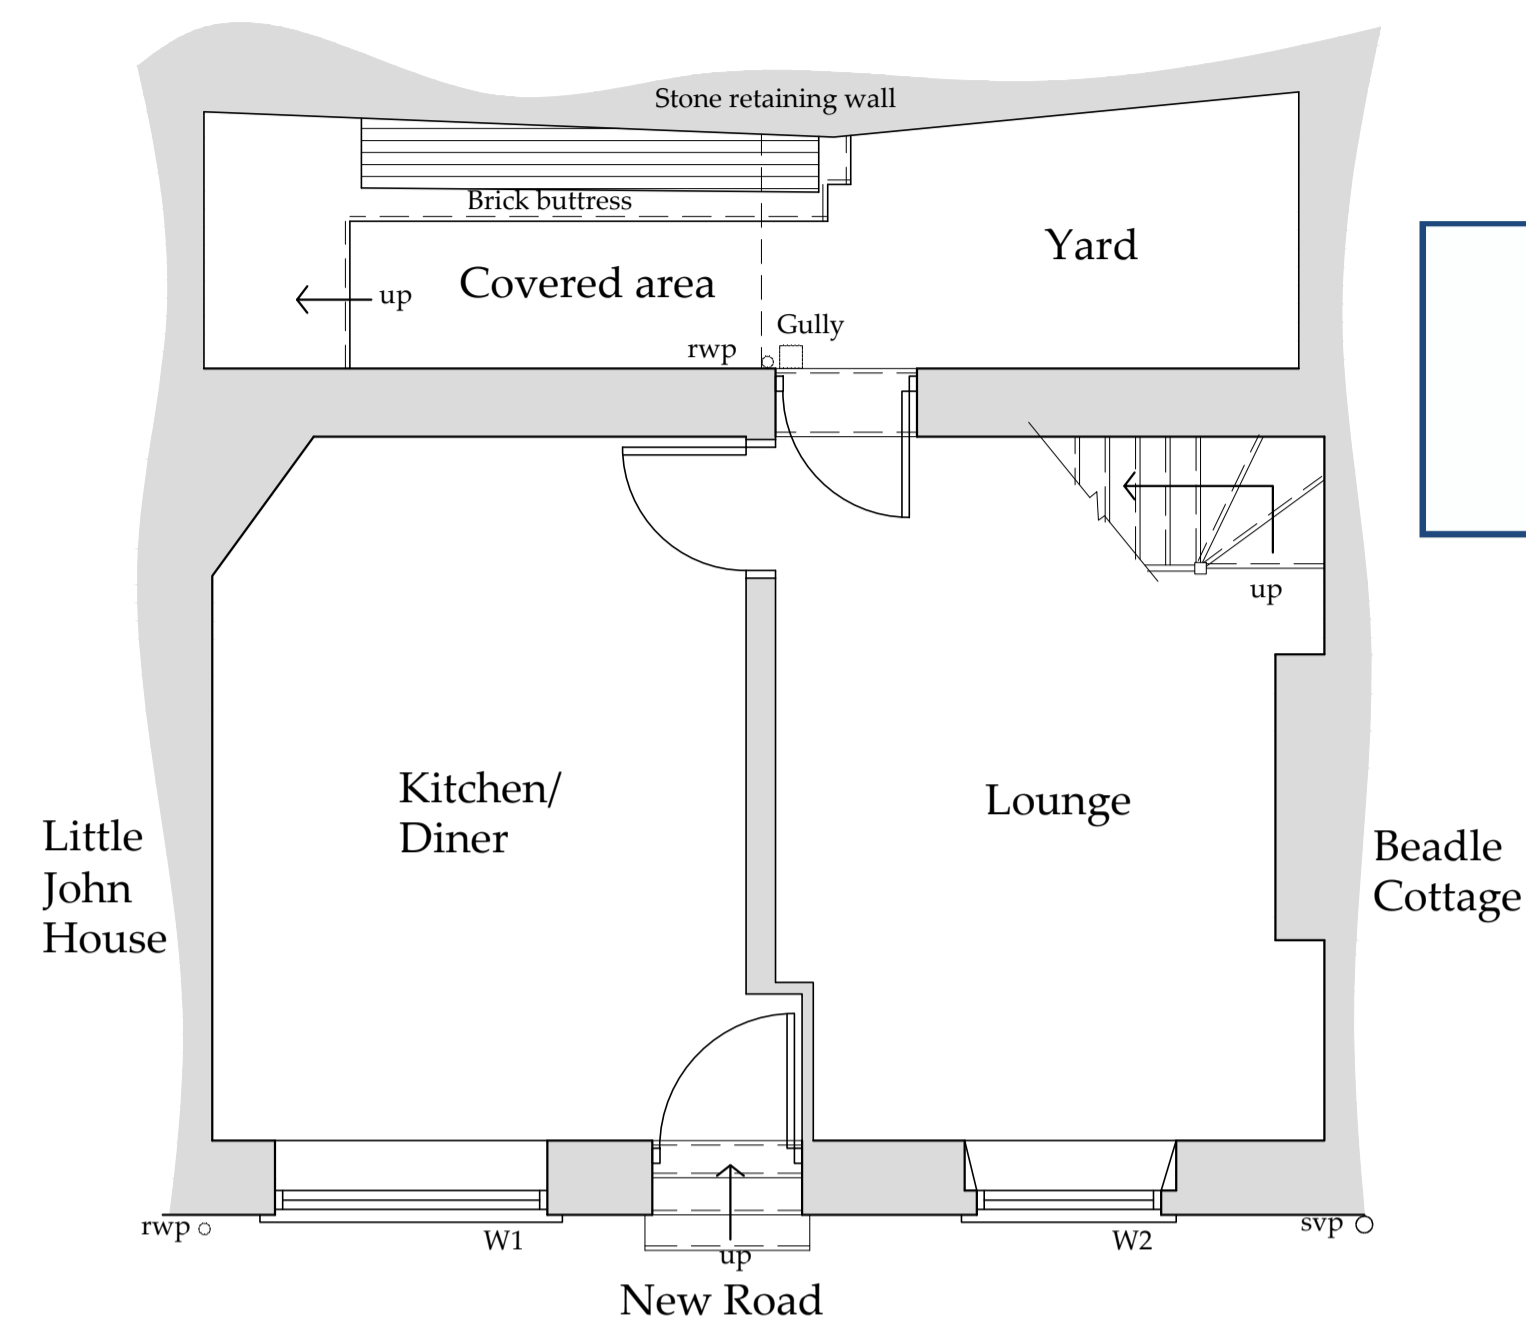 Stone retaining wall
Brick buttress
Yard
Covered area
up
Gully
rwp
up
Kitchen/
Diner
Lounge
Little
John
House
Beadle
Cottage
rwp
W1
up
W2
svp
New Road